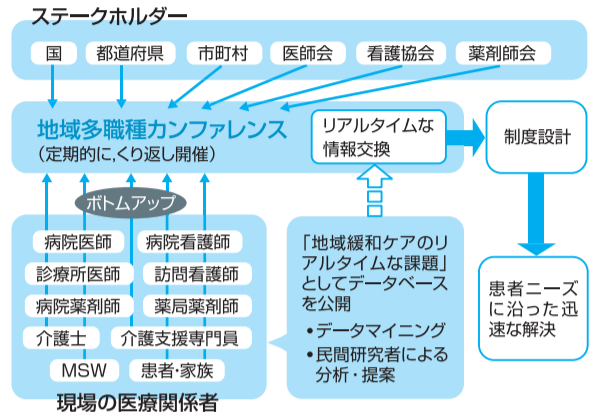 ステークホルダー
国
都道府県
市町村
医師会
看護協会
薬剤師会
地域多職種カンファレンス
(定期的に,くり返し開催)
リアルタイムな
情報交換
制度設計
ボトムアップ
病院医師
病院看護師
診療所医師
訪問看護師
病院薬剤師
薬局薬剤師
介護士
介護支援専門員
MSW
患者・家族
現場の医療関係者
「地域緩和ケアのリ
アルタイムな課題」
としてデータベース
を公開
•データマイニング
•民間研究者による
分析・提案
患者ニーズ
に沿った迅
速な解決